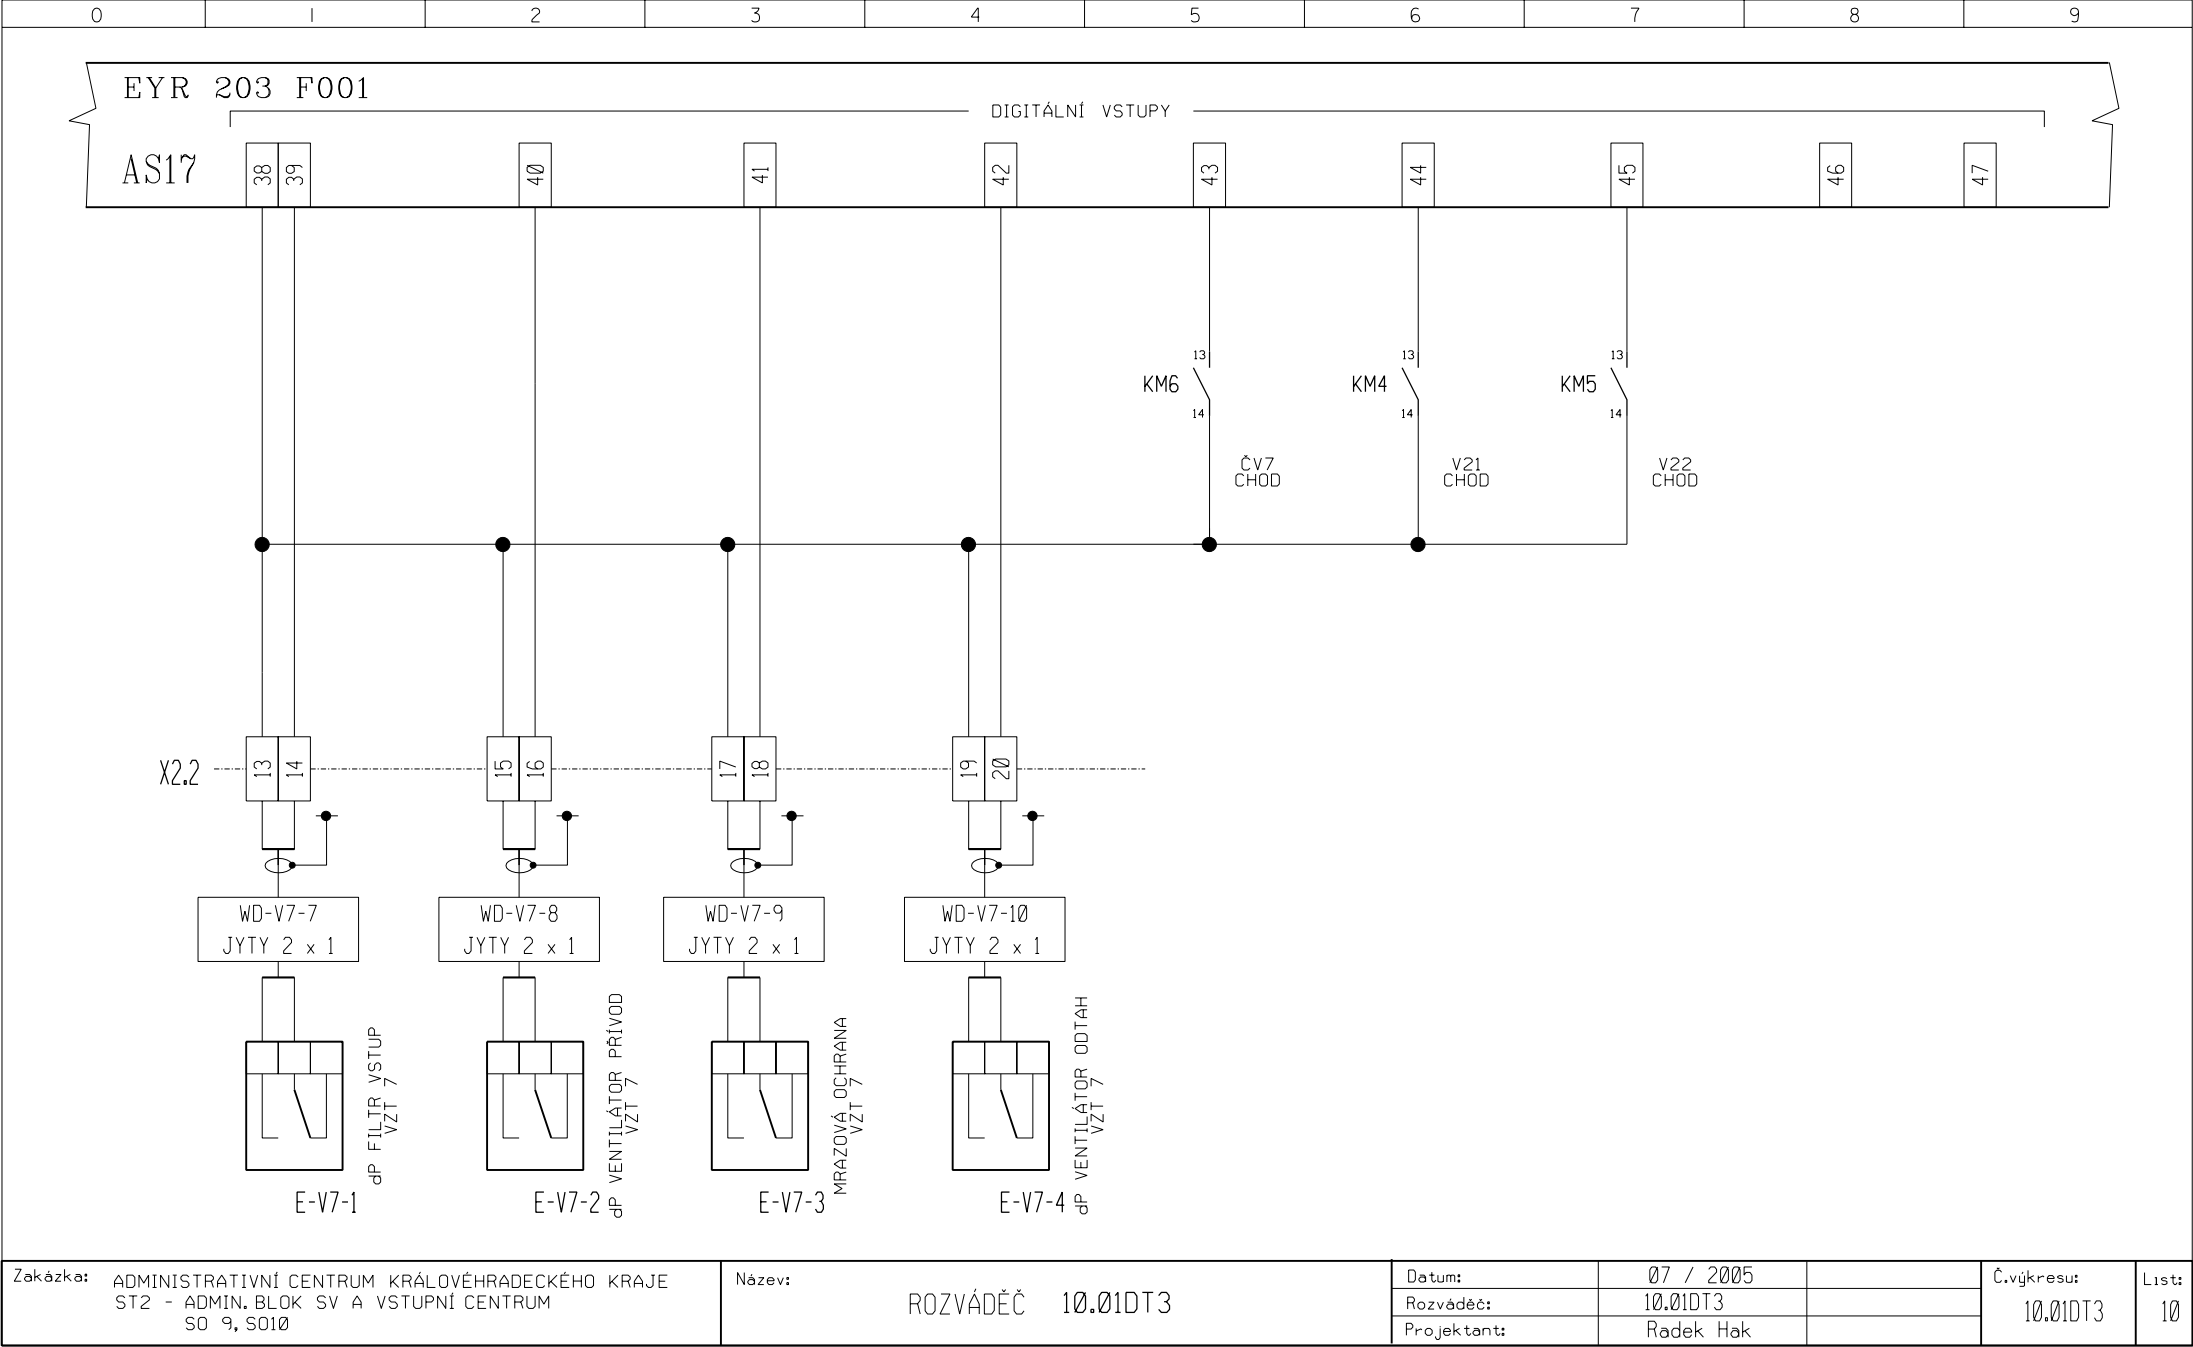 0 1 2 3 4 5 6 7 8 9
EYR 203 F001
DIGITÁLNÍ VSTUPY
AS17
38 39 40 41 42 43 44 45 46 47
13 13 13
KM6 KM4 KM5
14 14 14
ČV7
CHOD
V21
CHOD
V22
CHOD
X2.2
13 14 15 16 17 18 19 20
WD-V7-7
JYTY 2 x 1
WD-V7-8
JYTY 2 x 1
WD-V7-9
JYTY 2 x 1
WD-V7-10
JYTY 2 x 1
dP FILTR VSTUP
VZT 7
dP VENTILÁTOR PŘÍVOD
VZT 7
MRAZOVÁ OCHRANA
VZT 7
dP VENTILÁTOR ODTAH
VZT 7
E-V7-1
E-V7-2
E-V7-3
E-V7-4
Zakázka:
ADMINISTRATIVNÍ CENTRUM KRÁLOVÉHRADECKÉHO KRAJE
ST2 - ADMIN. BLOK SV A VSTUPNÍ CENTRUM
SO 9, SO10
Název:
ROZVÁDĚČ 10.01DT3
Datum: 07 / 2005
Rozváděč: 10.01DT3
Projektant: Radek Hak
Č.výkresu:
10.01DT3
List:
10